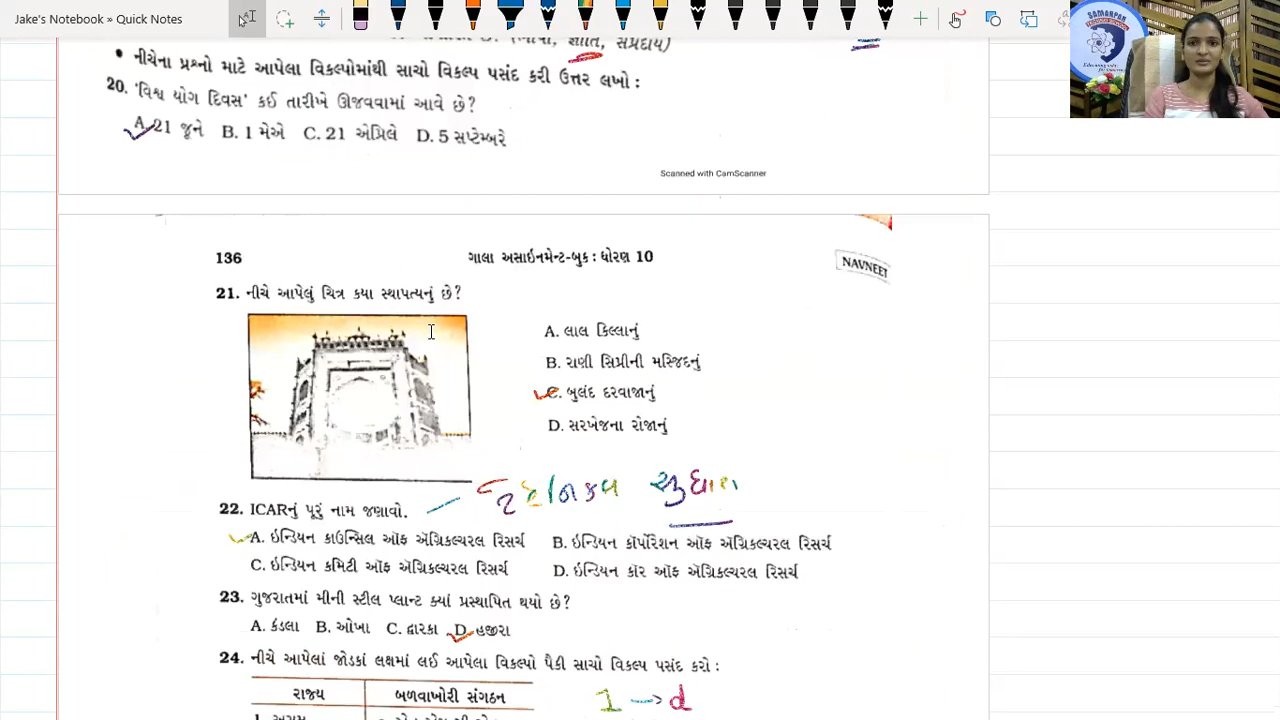 Jake's Notebook » Quick Notes
SAMARPAN
છે. (ભાષા, જ્ઞાતિ, સંપ્રદાય)
• નીચેના પ્રશ્નો માટે આપેલા વિકલ્પોમાંથી સાચો વિકલ્પ પસંદ કરી ઉત્તર લખો :
20. ‘વિશ્વ યોગ દિવસ’ કઈ તારીખે ઊજવવામાં આવે છે?
A. 21 જૂને B. 1 મેએ C. 21 એપ્રિલે D. 5 સપ્ટેમ્બરે
Scanned with CamScanner
136 ગાલા અસાઇનમેન્ટ-બુક : ધોરણ 10 NAVNEET
21. નીચે આપેલું ચિત્ર કયા સ્થાપત્યનું છે?
A. લાલ કિલ્લાનું
B. રાણી સિપ્રીની મસ્જિદનું
C. બુલંદ દરવાજાનું
D. સરખેજના રોજાનું
22. ICARનું પૂરું નામ જણાવો.
A. ઇન્ડિયન કાઉન્સિલ ઑફ ઍગ્રિકલ્ચરલ રિસર્ચ B. ઇન્ડિયન કૉર્પોરેશન ઑફ ઍગ્રિકલ્ચરલ રિસર્ચ
C. ઇન્ડિયન કમિટી ઑફ ઍગ્રિકલ્ચરલ રિસર્ચ D. ઇન્ડિયન કૉર ઑફ ઍગ્રિકલ્ચરલ રિસર્ચ
23. ગુજરાતમાં મીની સ્ટીલ પ્લાન્ટ ક્યાં પ્રસ્થાપિત થયો છે?
A. કંડલા B. ઓખા C. દ્વારકા D. હજીરા
24. નીચે આપેલાં જોડકાં લક્ષમાં લઈ આપેલા વિકલ્પો પૈકી સાચો વિકલ્પ પસંદ કરો :
રાજ્ય બળવાખોરી સંગઠન
1 → d